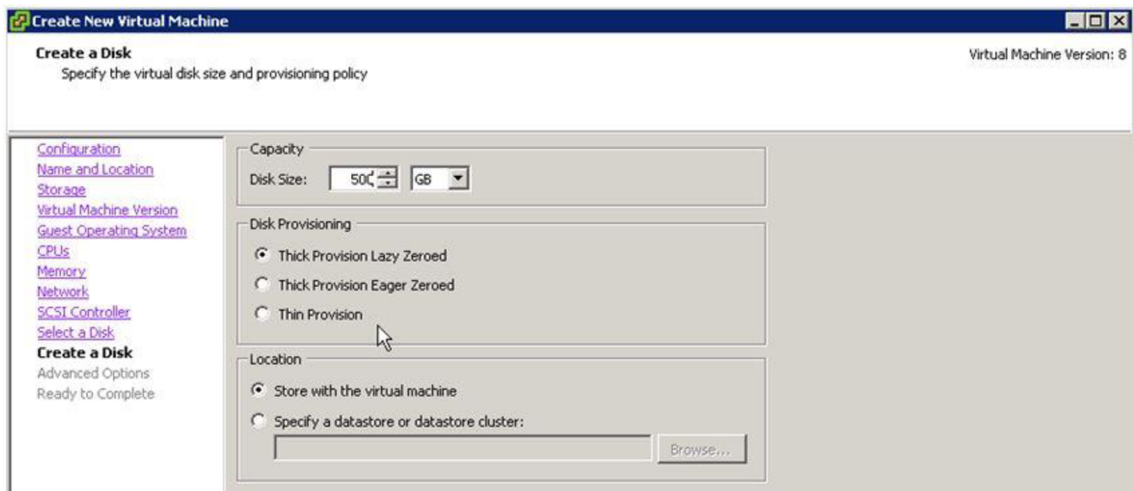 Create New Virtual Machine
Create a Disk
Virtual Machine Version: 8
Specify the virtual disk size and provisioning policy
Configuration
Name and Location
Storage
Virtual Machine Version
Guest Operating System
CPUs
Memory
Network
SCSI Controller
Select a Disk
Create a Disk
Advanced Options
Ready to Complete
Capacity
Disk Size: 500 GB
Disk Provisioning
Thick Provision Lazy Zeroed
Thick Provision Eager Zeroed
Thin Provision
Location
Store with the virtual machine
Specify a datastore or datastore cluster:
Browse...